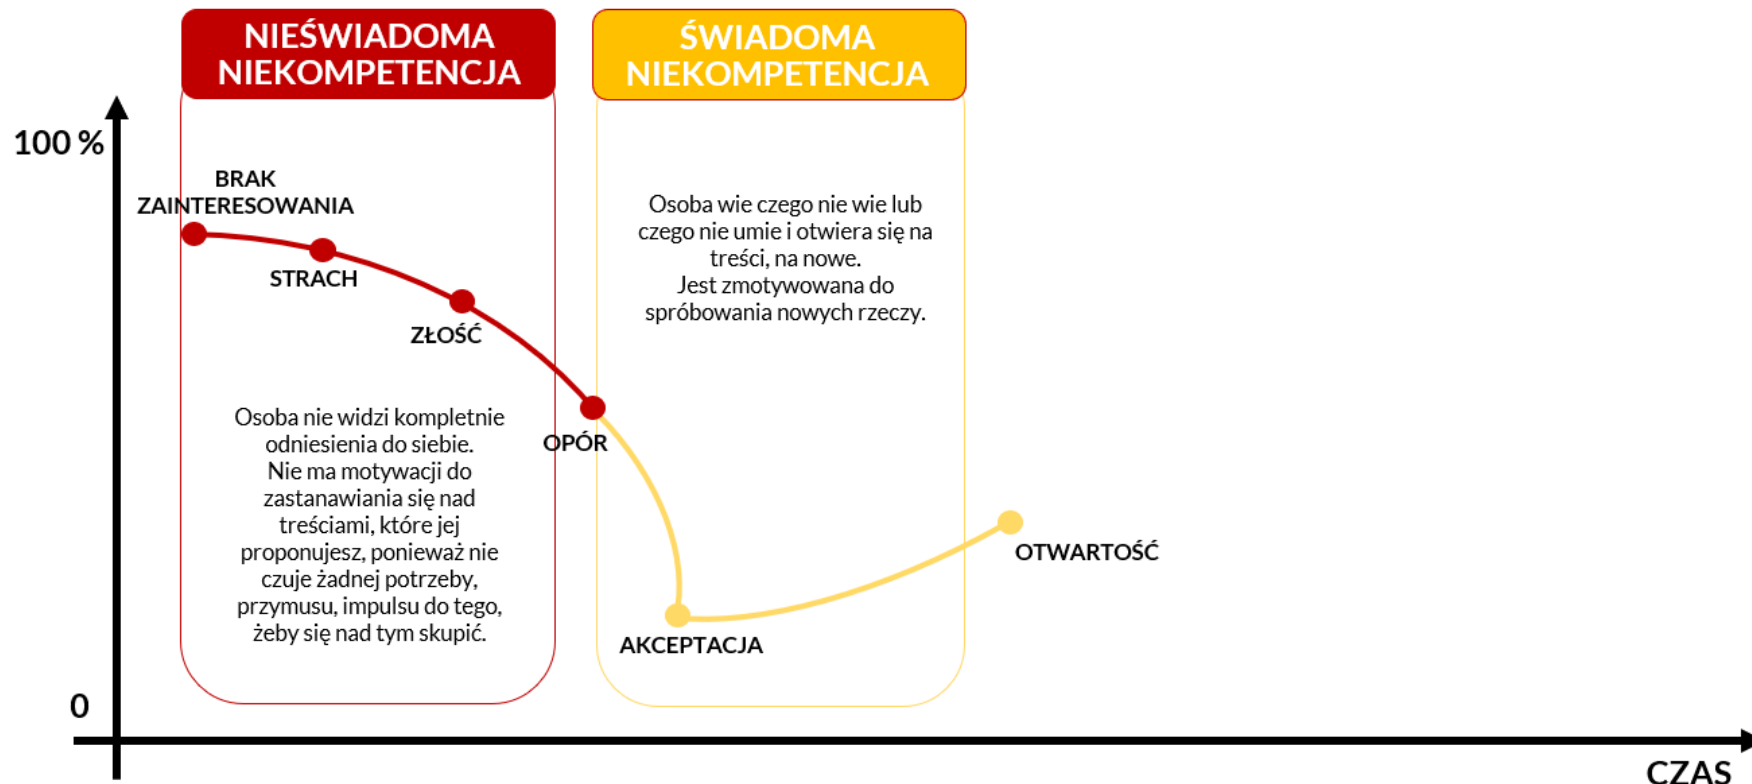 NIEŚWIADOMA
NIEKOMPETENCJA
ŚWIADOMA
NIEKOMPETENCJA
100 %
BRAK
ZAINTERESOWANIA
STRACH
ZŁOŚĆ
OPÓR
Osoba nie widzi kompletnie
odniesienia do siebie.
Nie ma motywacji do
zastanawiania się nad
treściami, które jej
proponujesz, ponieważ nie
czuje żadnej potrzeby,
przymusu, impulsu do tego,
żeby się nad tym skupić.
Osoba wie czego nie wie lub
czego nie umie i otwiera się na
treści, na nowe.
Jest zmotywowana do
spróbowania nowych rzeczy.
AKCEPTACJA
OTWARTOŚĆ
0
CZAS